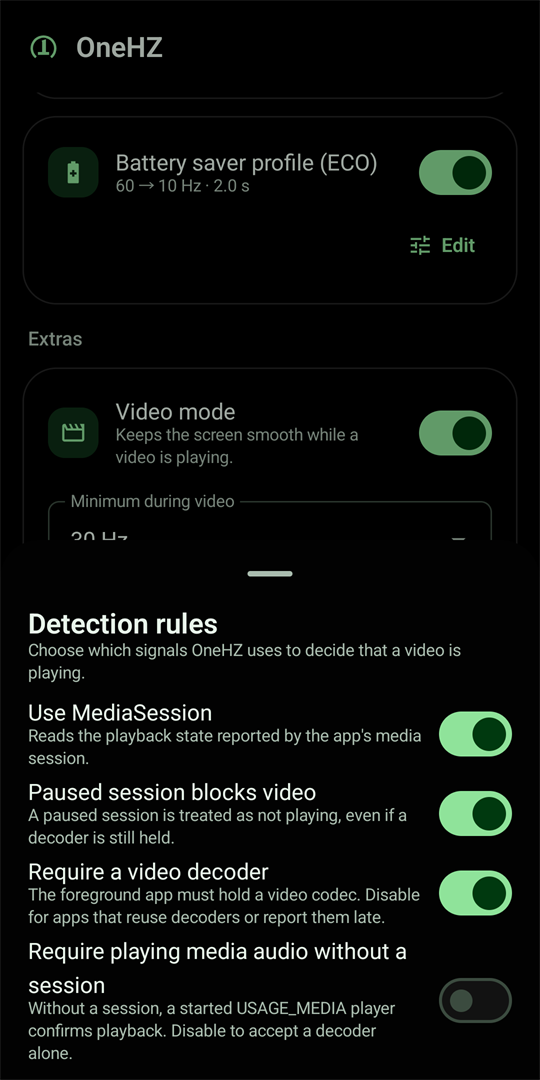 OneHZ
Battery saver profile (ECO)
60 → 10 Hz · 2.0 s
Edit
Extras
Video mode
Keeps the screen smooth while a
video is playing.
Minimum during video
30 Hz
Detection rules
Choose which signals OneHZ uses to decide that a video is
playing.
Use MediaSession
Reads the playback state reported by the app's media
session.
Paused session blocks video
A paused session is treated as not playing, even if a
decoder is still held.
Require a video decoder
The foreground app must hold a video codec. Disable
for apps that reuse decoders or report them late.
Require playing media audio without a
session
Without a session, a started USAGE_MEDIA player
confirms playback. Disable to accept a decoder
alone.